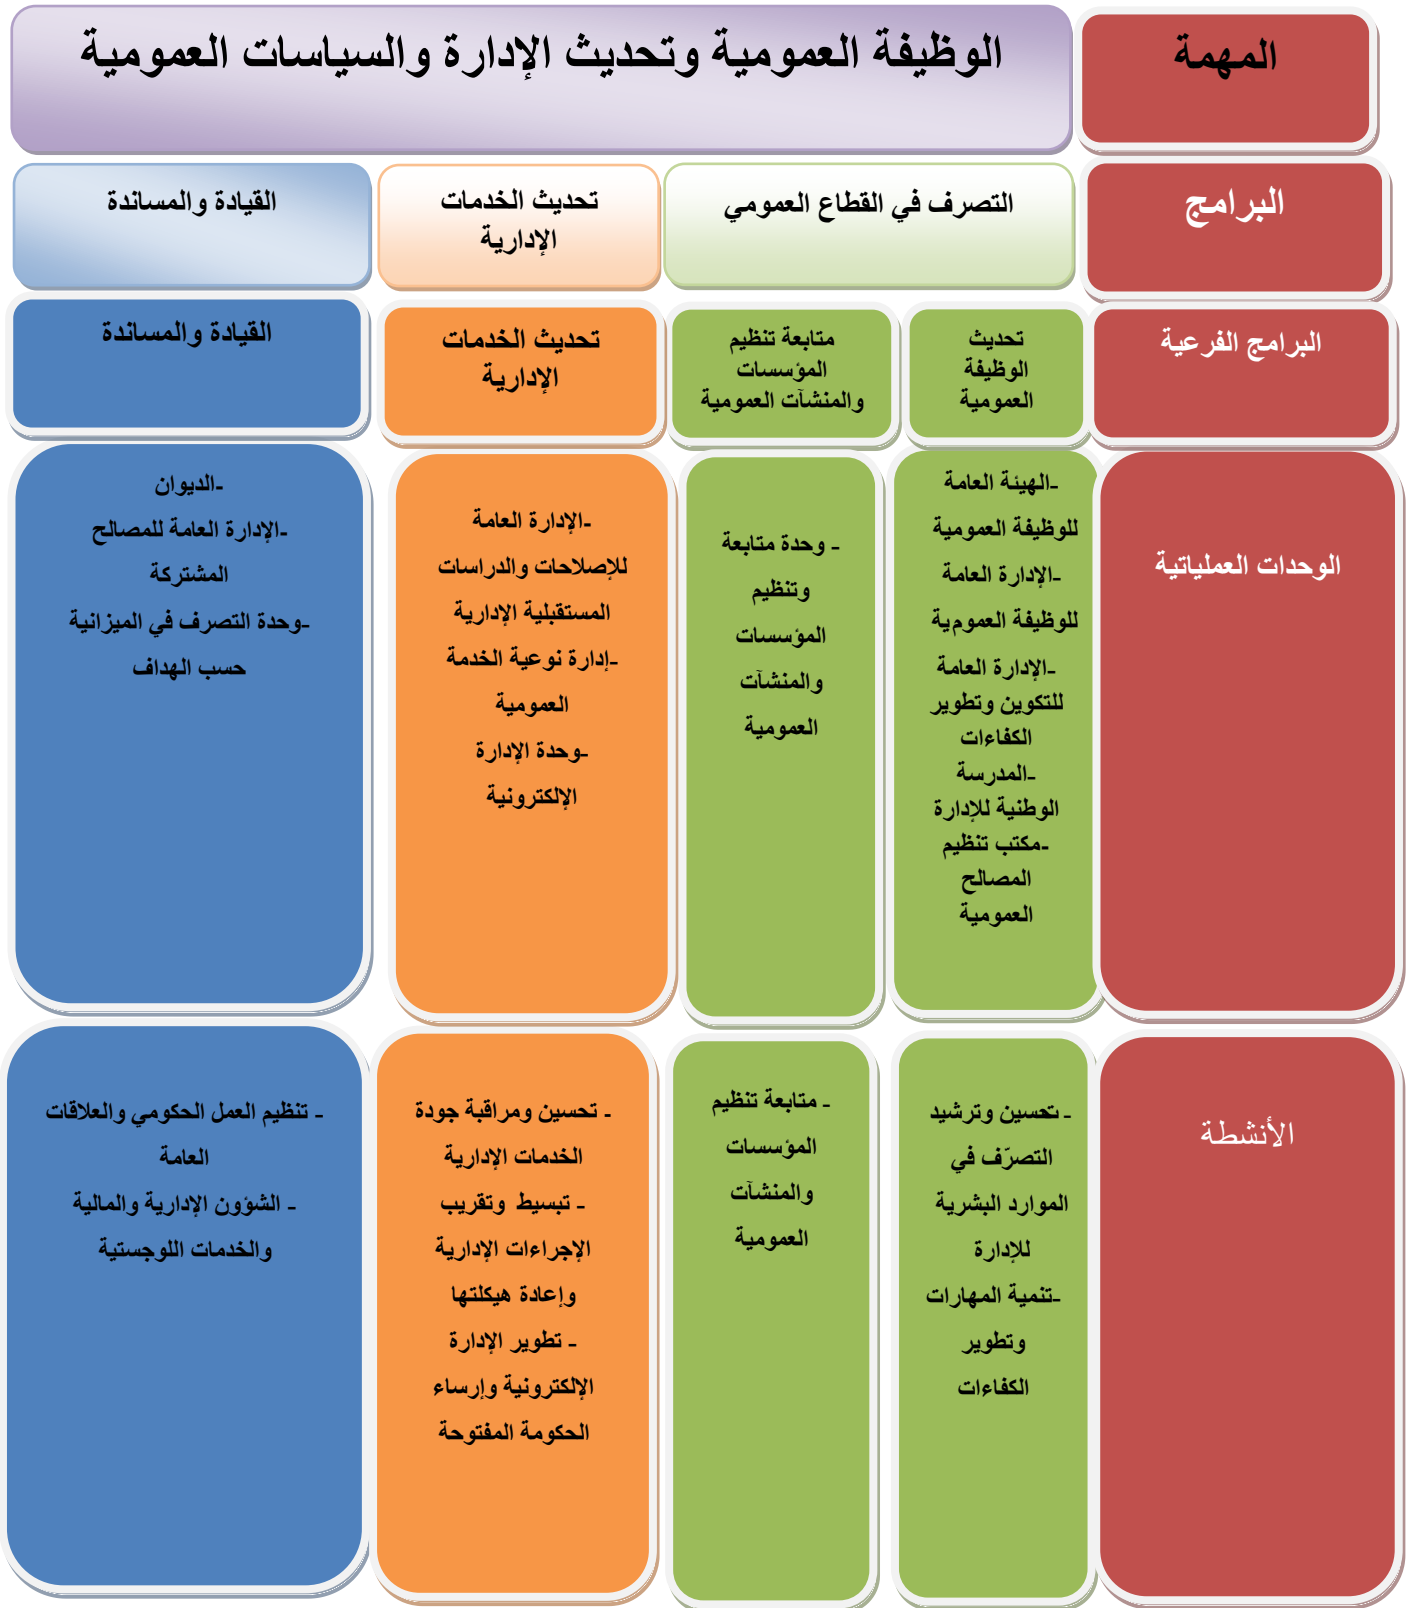 المهمة
الوظيفة العمومية وتحديث الإدارة والسياسات العمومية
البرامج
التصرف في القطاع العمومي
تحديث الخدمات
الإدارية
القيادة والمساندة
البرامج الفرعية
تحديث
الوظيفة
العمومية
متابعة تنظيم
المؤسسات
والمنشآت العمومية
تحديث الخدمات
الإدارية
القيادة والمساندة
الوحدات العملياتية
-الهيئة العامة
للوظيفة العمومية
-الإدارة العامة
للوظيفة العمومية
-الإدارة العامة
للتكوين وتطوير
الكفاءات
-المدرسة
الوطنية للإدارة
-مكتب تنظيم
المصالح
العمومية
- وحدة متابعة
وتنظيم
المؤسسات
والمنشآت
العمومية
-الإدارة العامة
للإصلاحات والدراسات
المستقبلية الإدارية
-إدارة نوعية الخدمة
العمومية
-وحدة الإدارة
الإلكترونية
-الديوان
-الإدارة العامة للمصالح
المشتركة
-وحدة التصرف في الميزانية
حسب الهداف
الأنشطة
- تحسين وترشيد
التصرّف في
الموارد البشرية
للإدارة
-تنمية المهارات
وتطوير
الكفاءات
- متابعة تنظيم
المؤسسات
والمنشآت
العمومية
- تحسين ومراقبة جودة
الخدمات الإدارية
- تبسيط وتقريب
الإجراءات الإدارية
وإعادة هيكلتها
- تطوير الإدارة
الإلكترونية وإرساء
الحكومة المفتوحة
- تنظيم العمل الحكومي والعلاقات
العامة
- الشؤون الإدارية والمالية
والخدمات اللوجستية